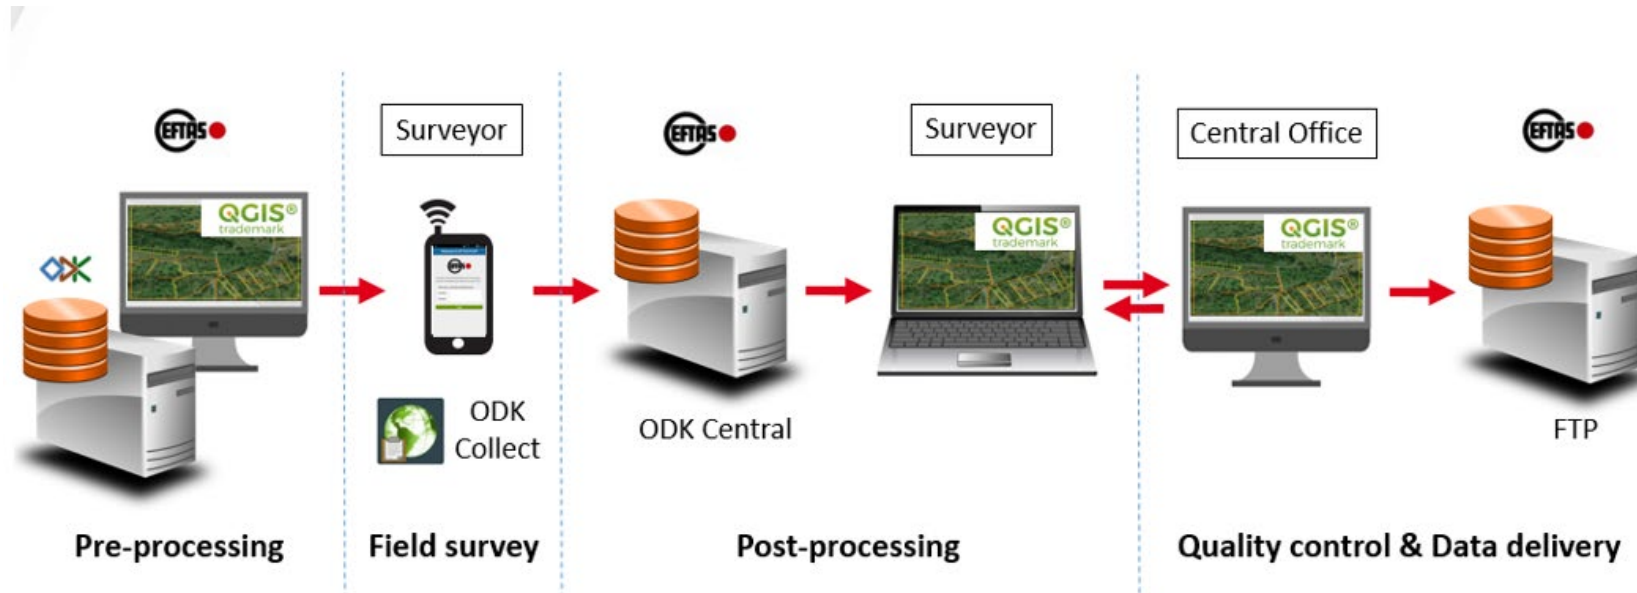 EFTAS
Surveyor
EFTAS
Surveyor
Central Office
EFTAS
QGIS®
trademark
ODK
EFTAS
QGIS®
trademark
QGIS®
trademark
ODK
Collect
ODK Central
FTP
Pre-processing
Field survey
Post-processing
Quality control & Data delivery